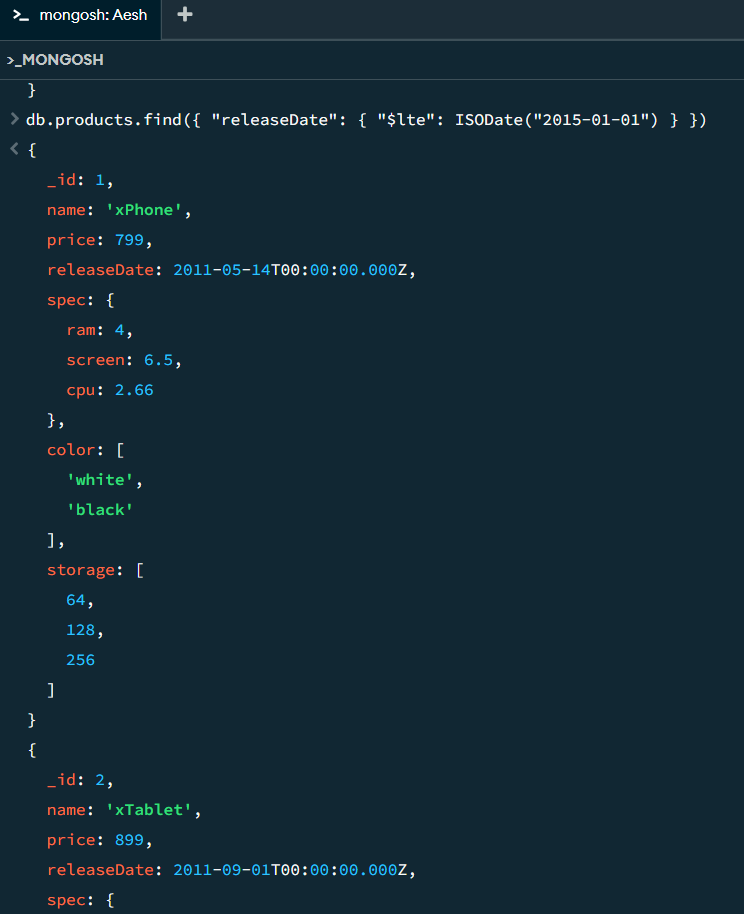 >_ mongosh: Aesh +
>_MONGOSH
}
> db.products.find({ "releaseDate": { "$lte": ISODate("2015-01-01") } })
< {
_id: 1,
name: 'xPhone',
price: 799,
releaseDate: 2011-05-14T00:00:00.000Z,
spec: {
ram: 4,
screen: 6.5,
cpu: 2.66
},
color: [
'white',
'black'
],
storage: [
64,
128,
256
]
}
{
_id: 2,
name: 'xTablet',
price: 899,
releaseDate: 2011-09-01T00:00:00.000Z,
spec: {